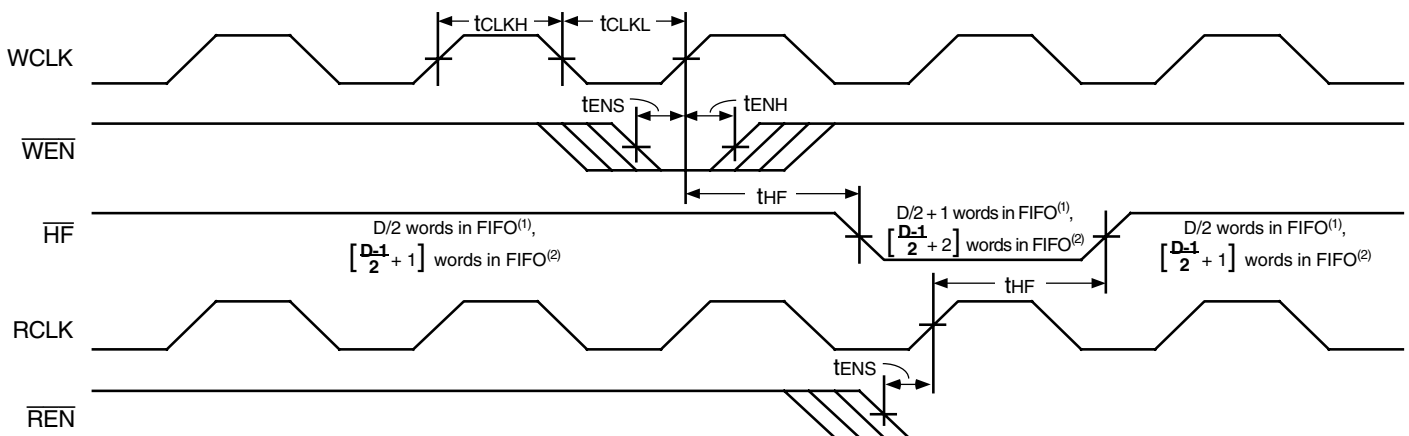 tCLKH
tCLKL
WCLK
tENS
tENH
WEN
tHF
HF
D/2 words in FIFO(1),
[D-1/2 + 1] words in FIFO(2)
D/2 + 1 words in FIFO(1),
[D-1/2 + 2] words in FIFO(2)
D/2 words in FIFO(1),
[D-1/2 + 1] words in FIFO(2)
tHF
RCLK
tENS
REN